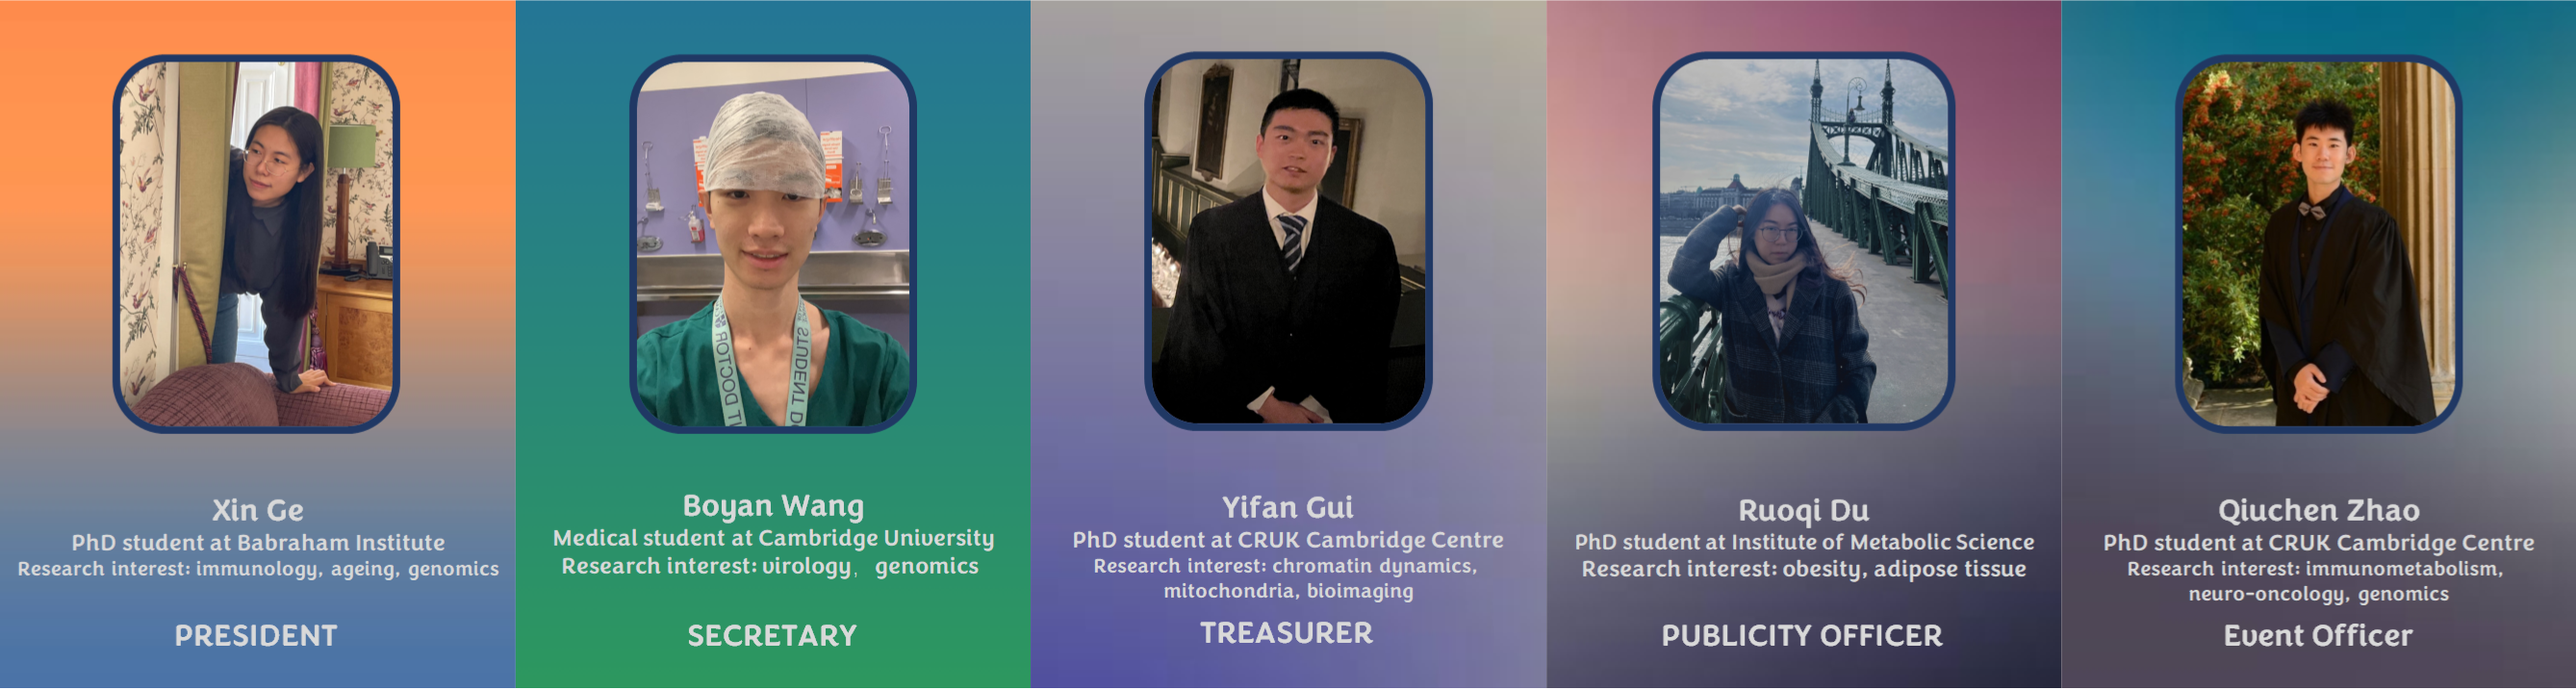 Xin Ge
PhD student at Babraham Institute
Research interest: immunology, ageing, genomics
PRESIDENT
Boyan Wang
Medical student at Cambridge University
Research interest: virology, genomics
SECRETARY
Yifan Gui
PhD student at CRUK Cambridge Centre
Research interest: chromatin dynamics,
mitochondria, bioimaging
TREASURER
Ruoqi Du
PhD student at Institute of Metabolic Science
Research interest: obesity, adipose tissue
PUBLICITY OFFICER
Qiuchen Zhao
PhD student at CRUK Cambridge Centre
Research interest: immunometabolism,
neuro-oncology, genomics
Event Officer